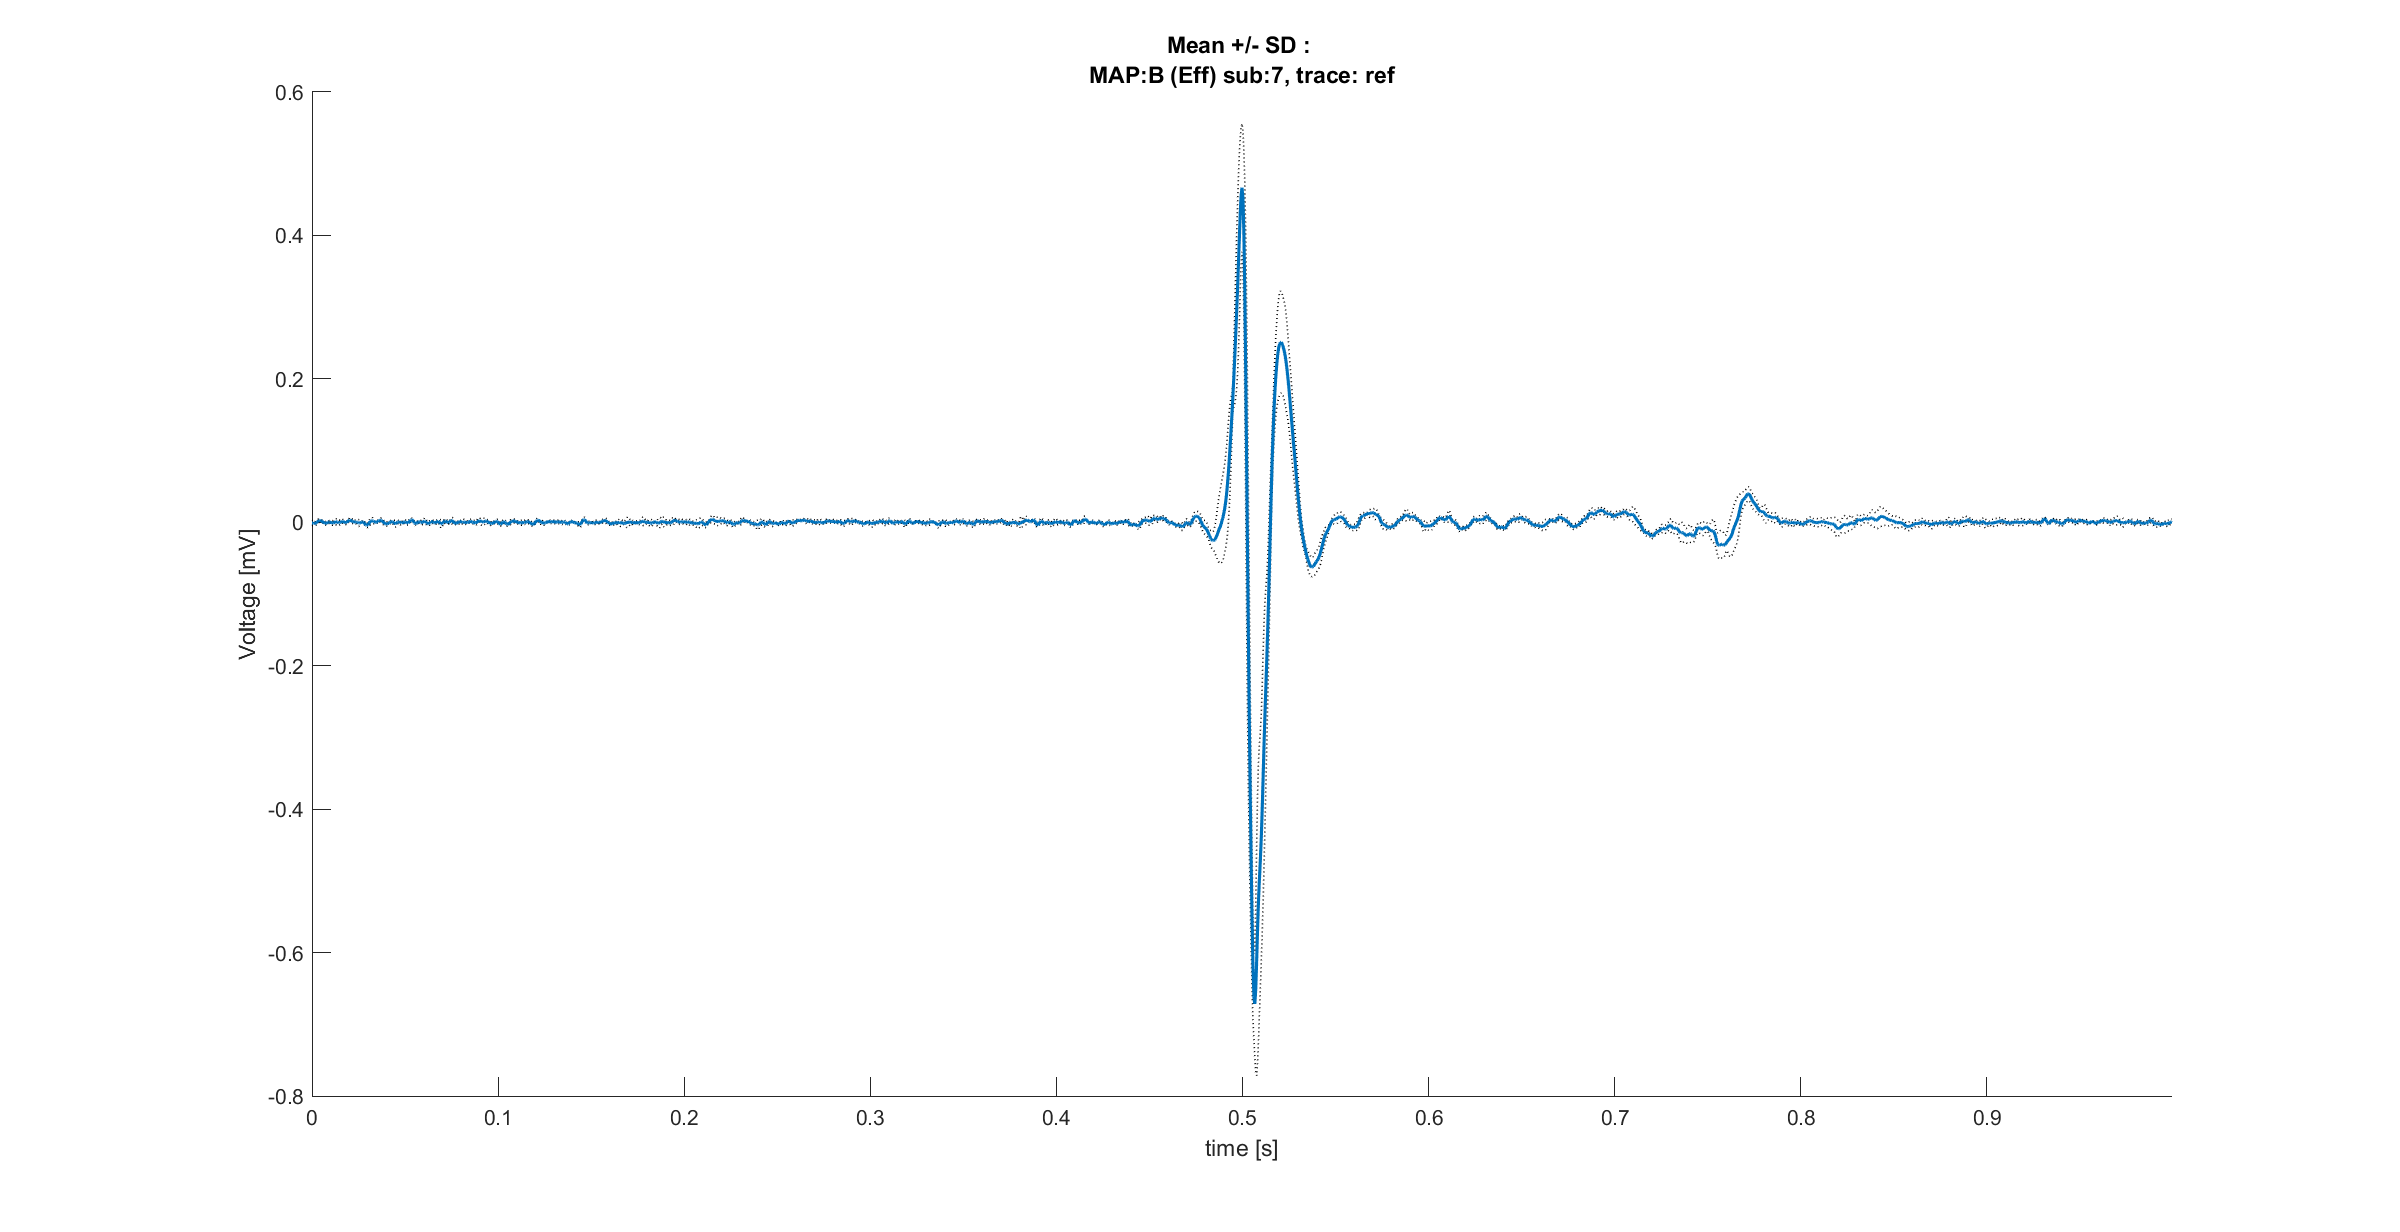 Mean +/- SD :
MAP:B (Eff) sub:7, trace: ref
0.6
0.4
0.2
0
-0.2
-0.4
-0.6
-0.8
Voltage [mV]
0 0.1 0.2 0.3 0.4 0.5 0.6 0.7 0.8 0.9
time [s]